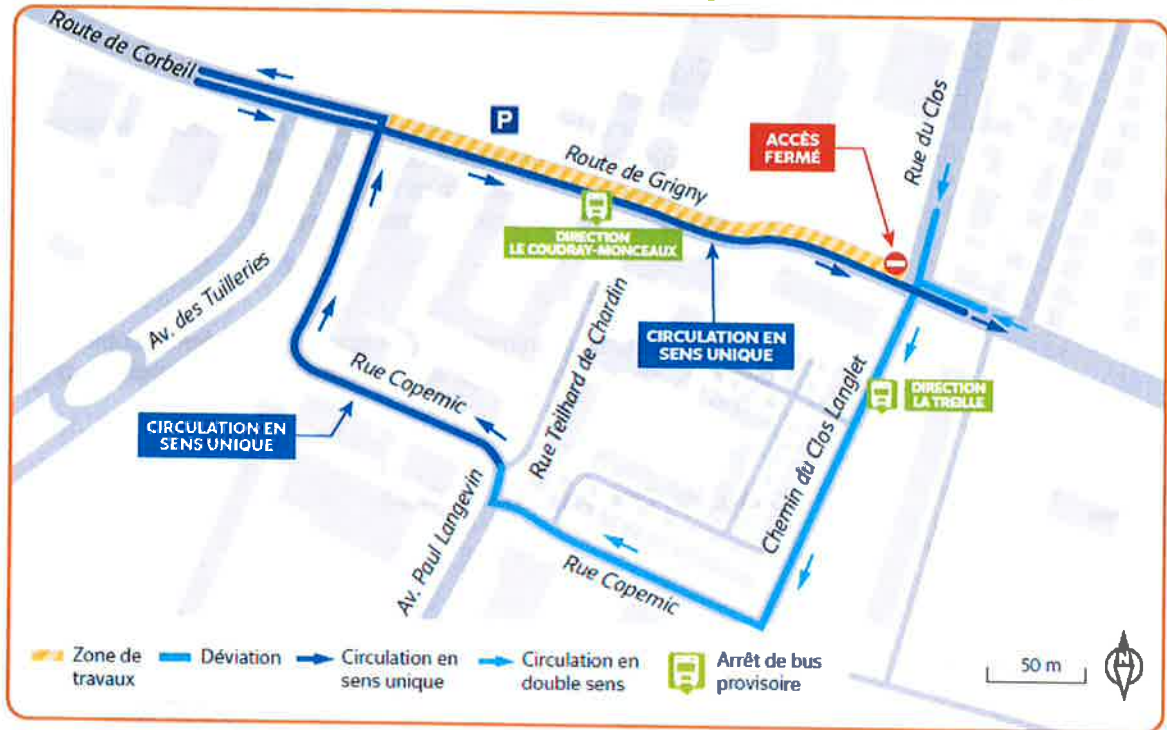 Route de Corbeil
P
ACCÈS
FERMÉ
Rue du Clos
Route de Grigny
DIRECTION
LE COUDRAY-MONCEAUX
Av. des Tuilleries
Rue Teilhard de Chardin
CIRCULATION EN
SENS UNIQUE
Rue Copernic
DIRECTION
LA TREILLE
CIRCULATION EN
SENS UNIQUE
Chemin du Clos Langlet
Av. Paul Langevin
Rue Copernic
Zone de
travaux
Déviation
Circulation en
sens unique
Circulation en
double sens
Arrêt de bus
provisoire
50 m
N